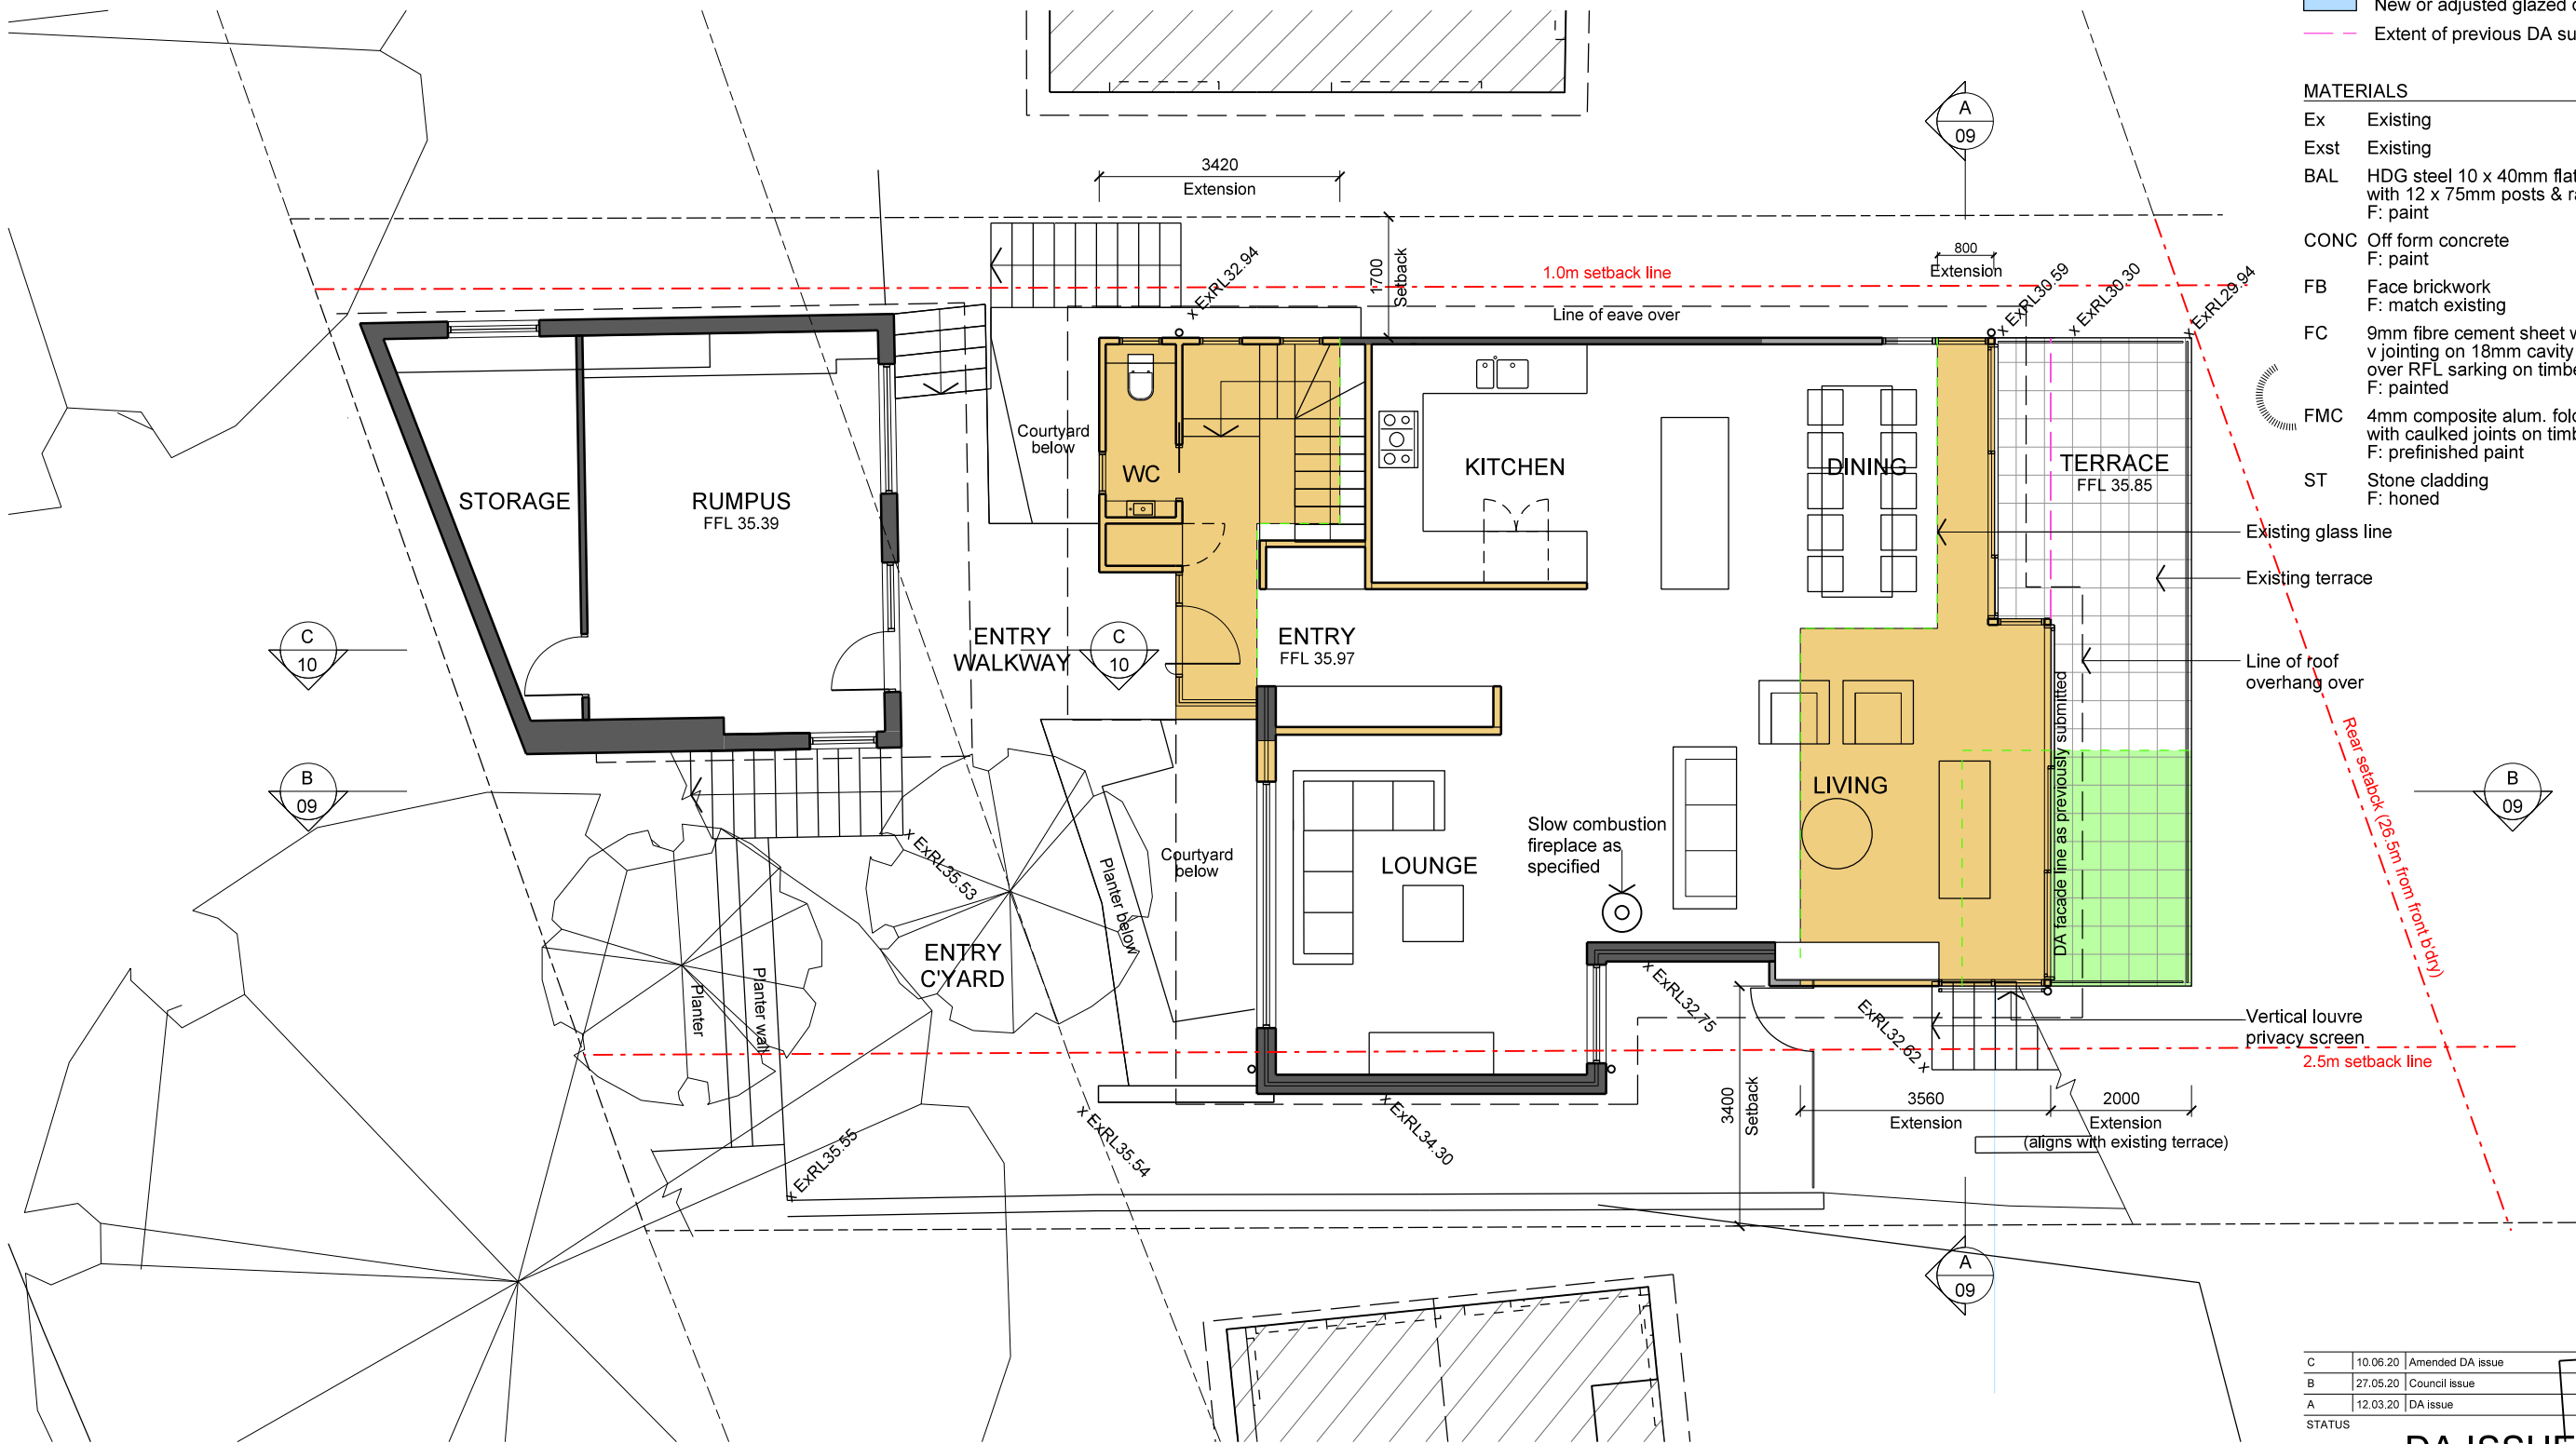 New or adjusted glazed
Extent of previous DA
MATERIALS
Ex Existing
Exst Existing
BAL HDG steel 10 x 40mm flat
with 12 x 75mm posts &
F: paint
CONC Off form concrete
F: paint
FB Face brickwork
F: match existing
FC 9mm fibre cement sheet
v jointing on 18mm cavity
over RFL sarking on
F: painted
FMC 4mm composite alum.
with caulked joints on
F: prefinished paint
ST Stone cladding
F: honed
A
09
3420
Extension
1700
Setback
1.0m setback line
800
Extension
Line of eave over
x ExRL32.94
x ExRL30.59
x ExRL30.30
x ExRL29.94
Courtyard
below
WC
KITCHEN
DINING
TERRACE
FFL 35.85
STORAGE
RUMPUS
FFL 35.39
Existing glass line
Existing terrace
C
10
ENTRY
WALKWAY
C
10
ENTRY
FFL 35.97
Line of roof
overhang over
DA facade line as previously submitted
Rear setabck (26.5m from front b'dry)
B
09
LIVING
B
09
Slow combustion
fireplace as
specified
LOUNGE
Courtyard
below
Planter below
x ExRL35.53
ENTRY
C'YARD
Planter
Planter wall
x ExRL32.75
ExRL32.62 x
Vertical louvre
privacy screen
2.5m setback line
3400
Setback
3560
Extension
2000
Extension
(aligns with existing terrace)
x ExRL35.55
x ExRL35.54
x ExRL34.30
A
09
C 10.06.20 Amended DA issue
B 27.05.20 Council issue
A 12.03.20 DA issue
STATUS
DA ISSUE